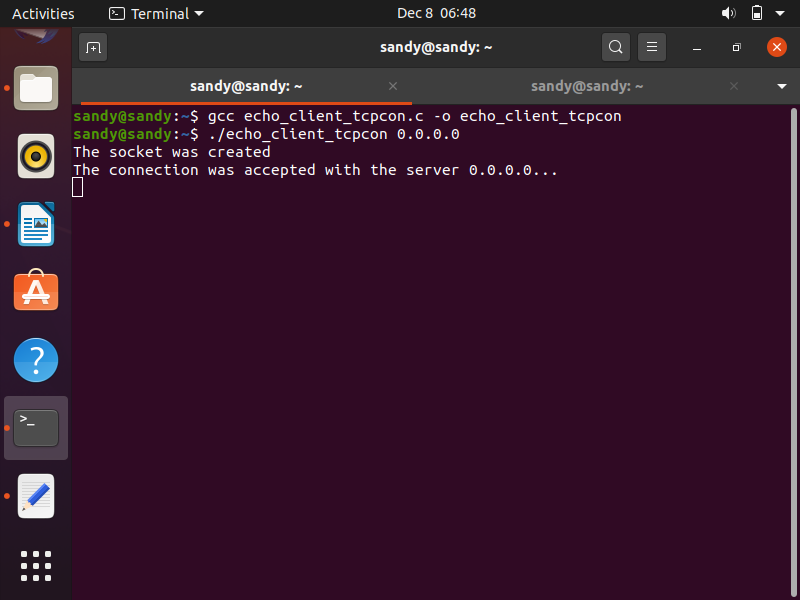 Activities
Terminal
Dec 8 06:48
sandy@sandy: ~
sandy@sandy: ~
sandy@sandy: ~
sandy@sandy:~$ gcc echo_client_tcpcon.c -o echo_client_tcpcon
sandy@sandy:~$ ./echo_client_tcpcon 0.0.0.0
The socket was created
The connection was accepted with the server 0.0.0.0...